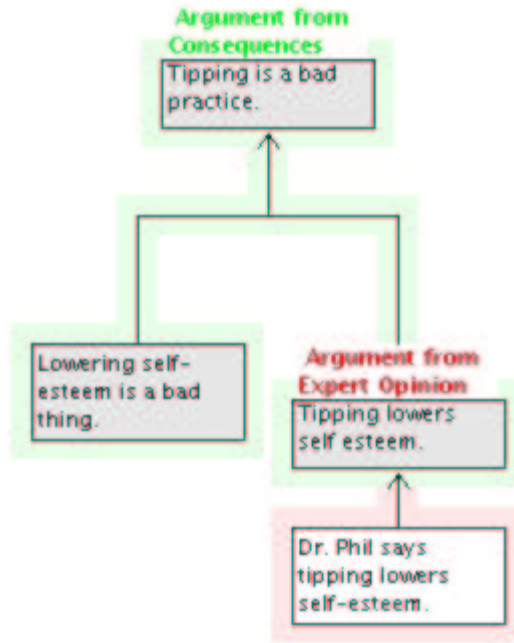 Argument from
Consequences
Tipping is a bad
practice.
Lowering self-
esteem is a bad
thing.
Argument from
Expert Opinion
Tipping lowers
self esteem.
Dr. Phil says
tipping lowers
self-esteem.